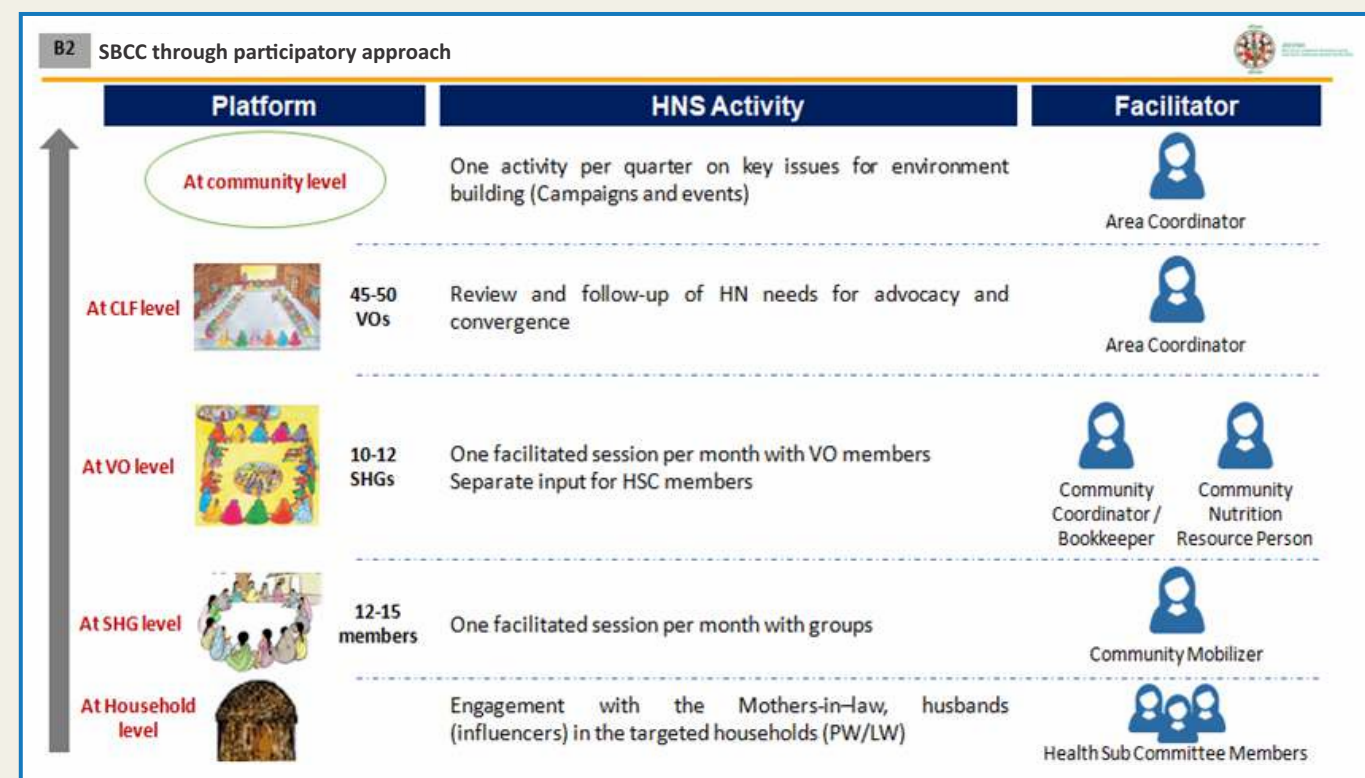 B2 SBCC through participatory approach
Platform HNS Activity Facilitator
At community level
One activity per quarter on key issues for environment
building (Campaigns and events)
Area Coordinator
At CLF level
45-50
VOs
Review and follow-up of HN needs for advocacy and
convergence
Area Coordinator
At VO level
10-12
SHGs
One facilitated session per month with VO members
Separate input for HSC members
Community
Coordinator /
Bookkeeper
Community
Nutrition
Resource Person
At SHG level
12-15
members
One facilitated session per month with groups
Community Mobilizer
At Household
level
Engagement with the Mothers-in–law, husbands
(influencers) in the targeted households (PW/LW)
Health Sub Committee Members